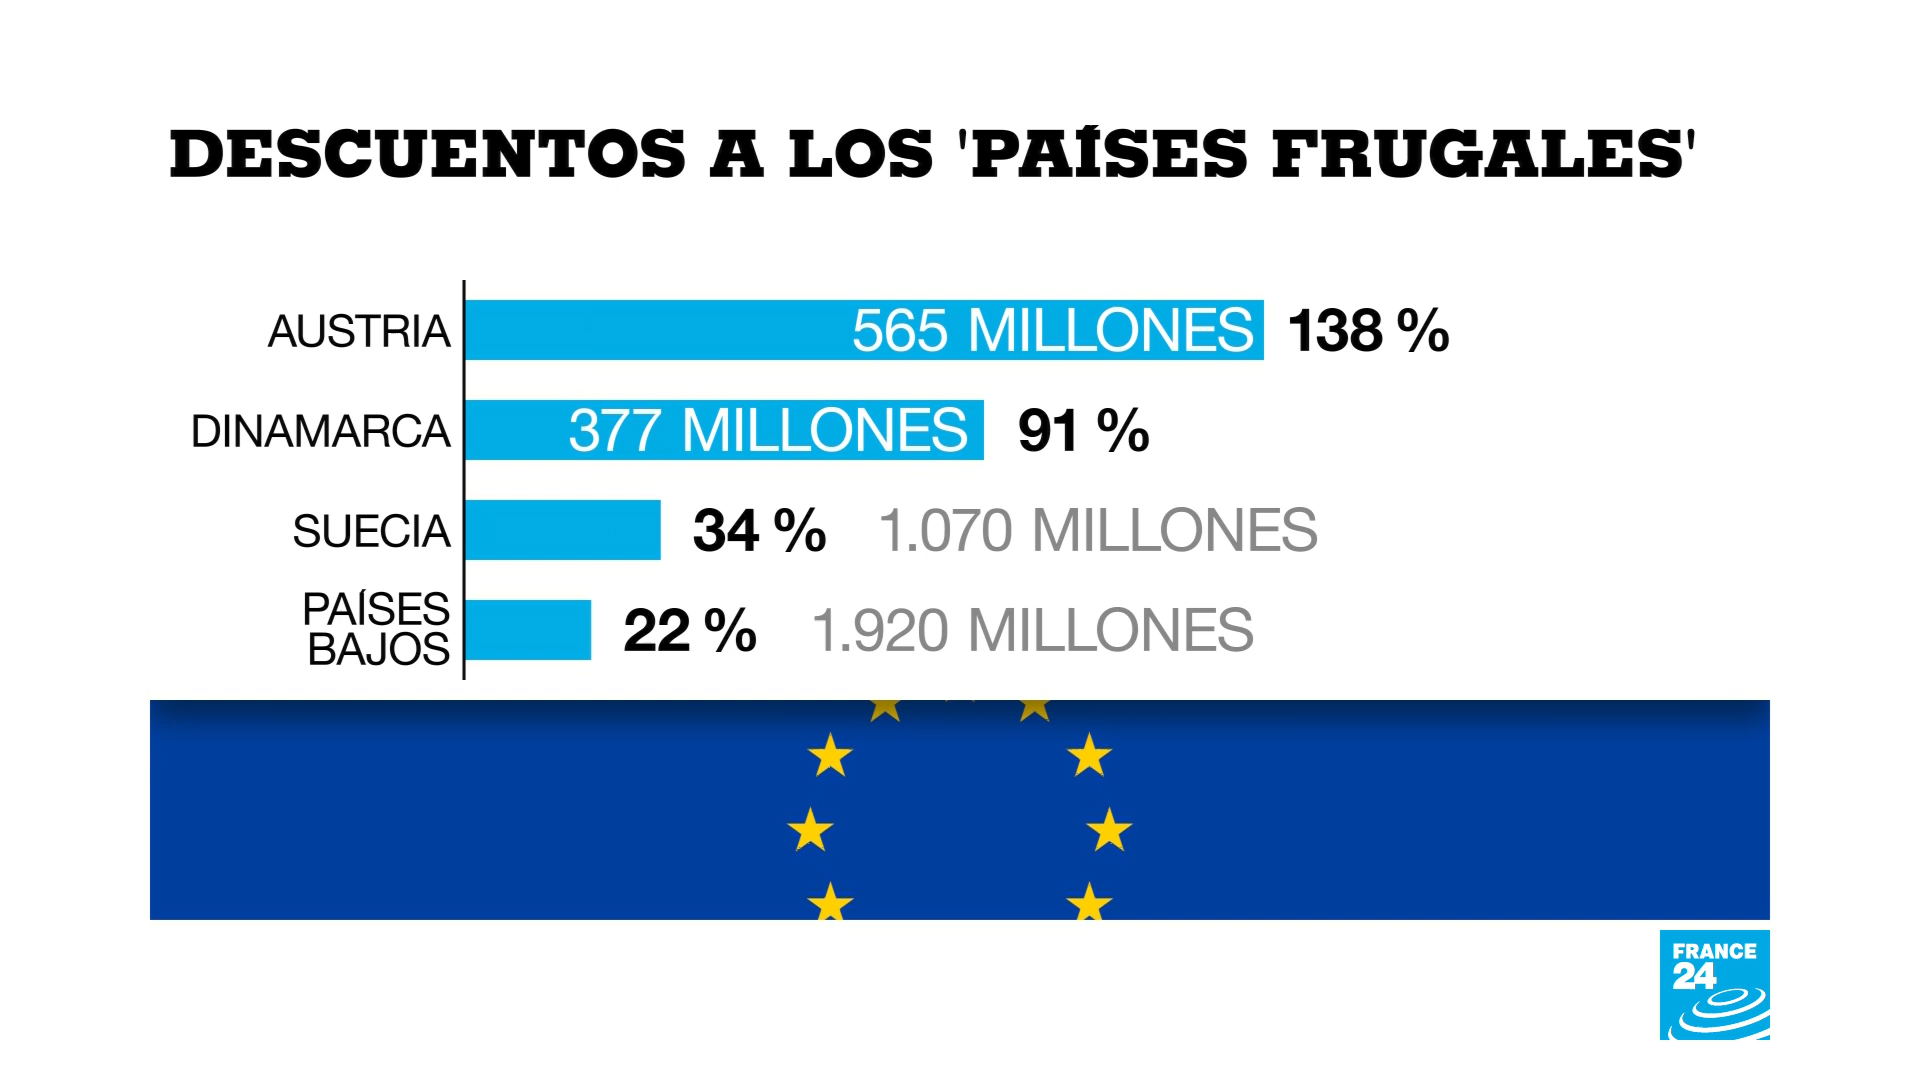 DESCUENTOS A LOS 'PAÍSES FRUGALES'
AUSTRIA 565 MILLONES 138 %
DINAMARCA 377 MILLONES 91 %
SUECIA 34 % 1.070 MILLONES
PAÍSES
BAJOS 22 % 1.920 MILLONES
FRANCE
24